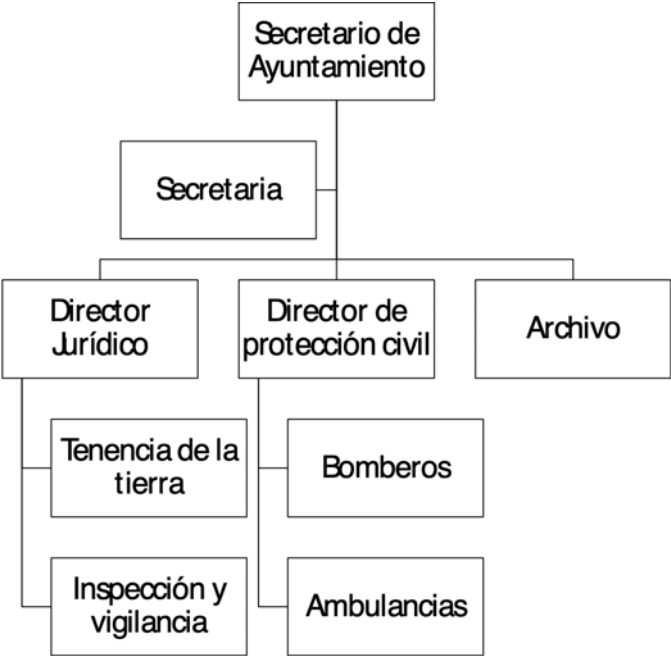 Secretario de
Ayuntamiento
Secretaria
Director
Jurídico
Director de
protección civil
Archivo
Tenencia de la
tierra
Bomberos
Inspección y
vigilancia
Ambulancias